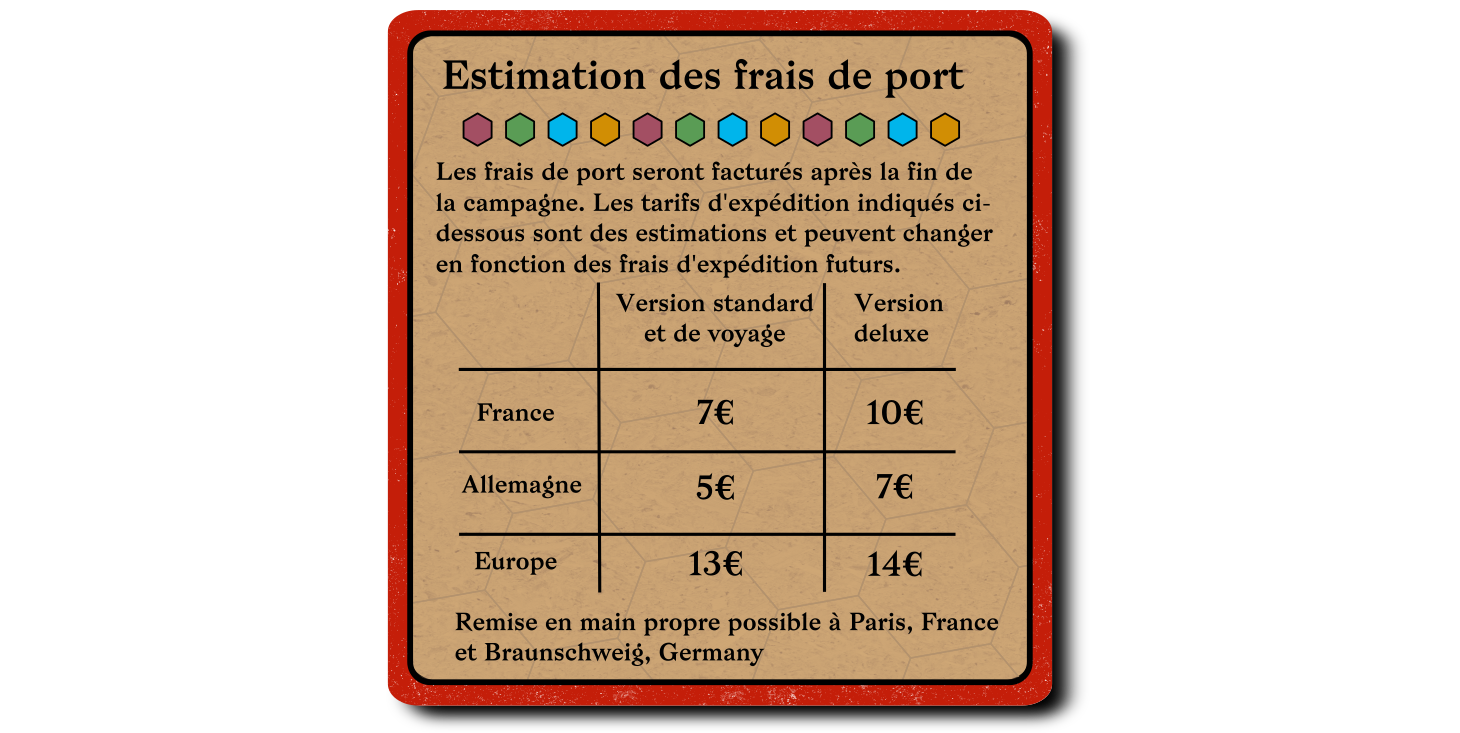 Estimation des frais de port
Les frais de port seront facturés après la fin de
la campagne. Les tarifs d'expédition indiqués ci-
dessous sont des estimations et peuvent changer
en fonction des frais d'expédition futurs.
Version standard
et de voyage
Version
deluxe
France 7€ 10€
Allemagne 5€ 7€
Europe 13€ 14€
Remise en main propre possible à Paris, France
et Braunschweig, Germany